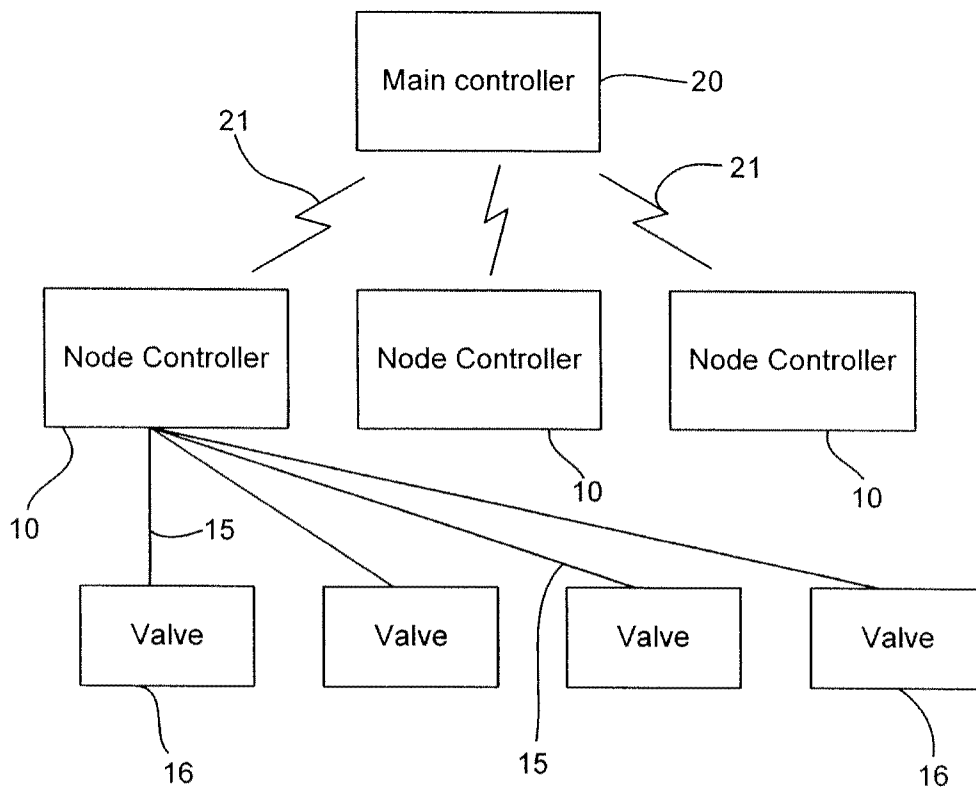 Main controller
20
21
21
Node Controller
Node Controller
Node Controller
10
15
10
10
Valve
Valve
Valve
Valve
16
15
16